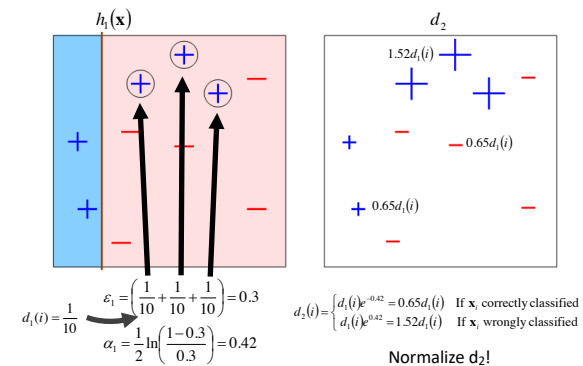 h₁(x)
d₂
1.52d₁(i)
0.65d₁(i)
0.65d₁(i)
d₁(i) = 1/10
ε₁ = (1/10 + 1/10 + 1/10) = 0.3
α₁ = 1/2 ln((1−0.3)/0.3) = 0.42
d₂(i) = { d₁(i)e^−0.42 = 0.65d₁(i) If xᵢ correctly classified
d₁(i)e^0.42 = 1.52d₁(i) If xᵢ wrongly classified
Normalize d₂!